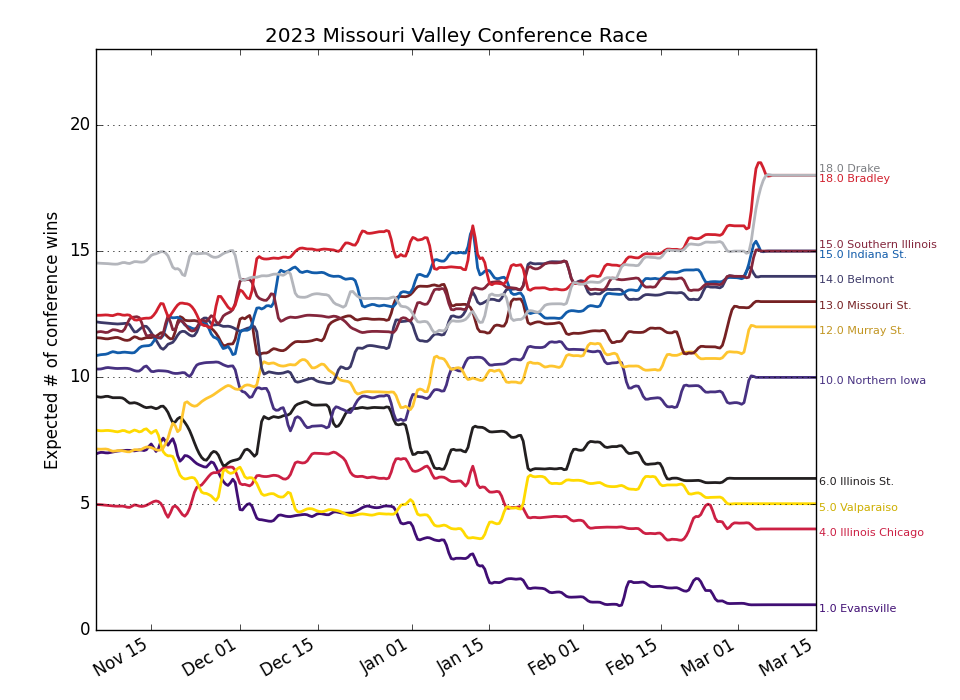 2023 Missouri Valley Conference Race
Expected # of conference wins
20
15
10
5
0
Nov 15
Dec 01
Dec 15
Jan 01
Jan 15
Feb 01
Feb 15
Mar 01
Mar 15
18.0 Drake
18.0 Bradley
15.0 Southern Illinois
15.0 Indiana St.
14.0 Belmont
13.0 Missouri St.
12.0 Murray St.
10.0 Northern Iowa
6.0 Illinois St.
5.0 Valparaiso
4.0 Illinois Chicago
1.0 Evansville